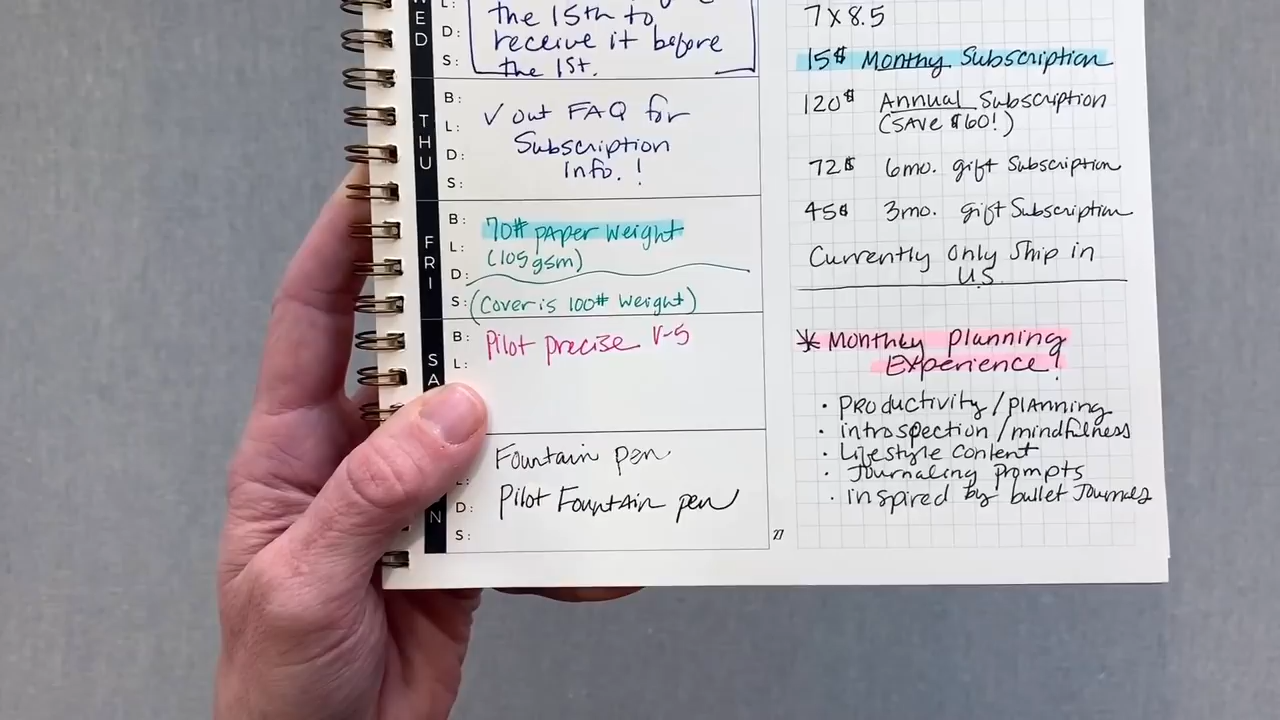 the 15th to
receive it before
the 1st.
ED
L:
D:
S:
THU
B:
L:
D:
S:
✓ out FAQ for
Subscription
Info. !
FRI
B:
L:
D:
S:
70# paper weight
(105gsm)
(Cover is 100# weight)
SA
B:
L:
Pilot Precise V-5
N
D:
S:
Fountain pen
Pilot Fountain pen
27
7 x 8.5
15$ Monthy Subscription
120$ Annual Subscription
(SAVE $60!)
72$ 6mo. gift Subscription
45$ 3mo. gift Subscription
Currently Only Ship in
U.S.
* Monthly Planning
Experience!
· PRoductivity/planning
· introspection/mindfulness
· Lifestyle Content
· Journaling Prompts
· inspired by bullet Journals